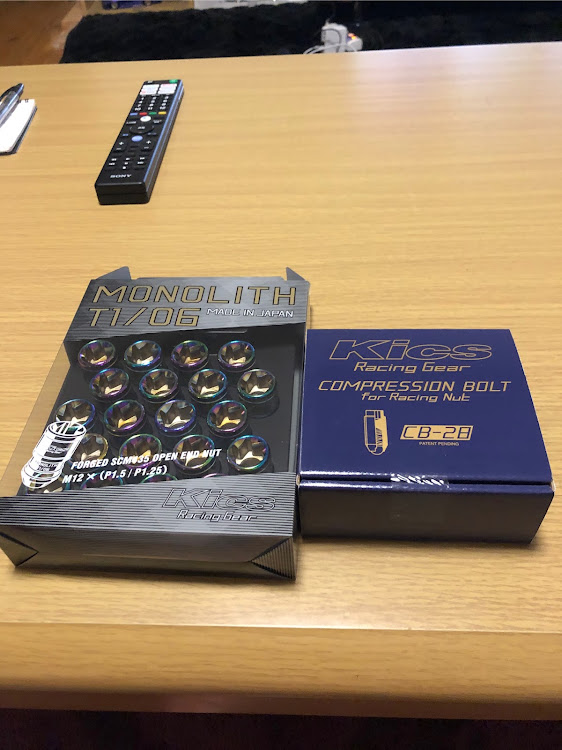 SONY
MONOLITH
T1/06 MADE IN JAPAN
FORGED SCM435 OPEN END NUT
M12 × (P1.5 / P1.25)
Kics
Racing Gear
Kics
Racing Gear
COMPRESSION BOLT
for Racing Nut
CB-28
PATENT PENDING